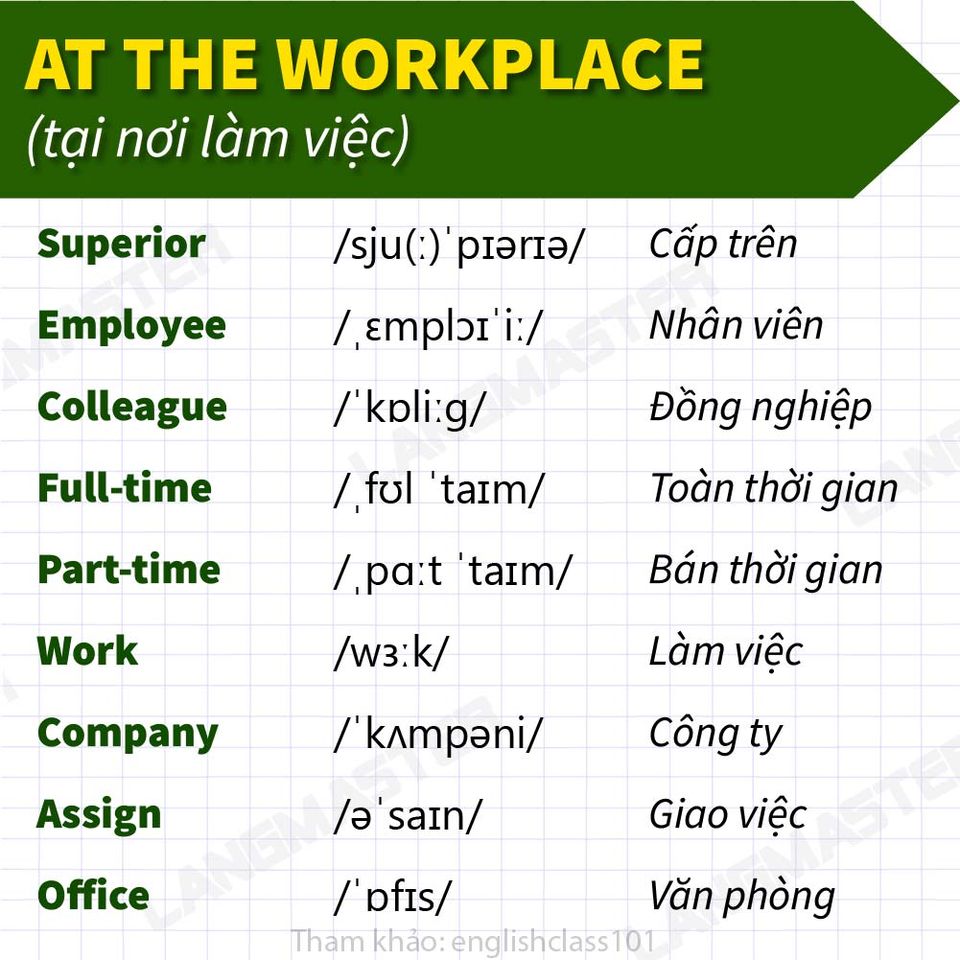 AT THE WORKPLACE
(tại nơi làm việc)
Superior /sju(ː)ˈpɪərɪə/ Cấp trên
Employee /ˌɛmplɔɪˈiː/ Nhân viên
Colleague /ˈkɒliːg/ Đồng nghiệp
Full-time /ˌfʊl ˈtaɪm/ Toàn thời gian
Part-time /ˌpɑːt ˈtaɪm/ Bán thời gian
Work /wɜːk/ Làm việc
Company /ˈkʌmpəni/ Công ty
Assign /əˈsaɪn/ Giao việc
Office /ˈɒfɪs/ Văn phòng
Tham khảo: englishclass101
LANGMASTER